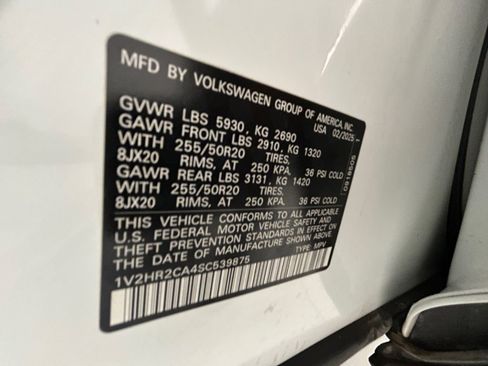 MFD BY VOLKSWAGEN GROUP OF AMERICA, INC.
USA 02/2025
GVWR LBS 5930, KG 2690
GAWR FRONT LBS 2910, KG 1320
WITH 255/50R20 TIRES,
8JX20 RIMS, AT 250 KPA, 36 PSI COLD
GAWR REAR LBS 3131, KG 1420
WITH 255/50R20 TIRES,
8JX20 RIMS, AT 250 KPA, 36 PSI COLD
THIS VEHICLE CONFORMS TO ALL APPLICABLE
U.S. FEDERAL MOTOR VEHICLE SAFETY AND
THEFT PREVENTION STANDARDS IN EFFECT ON
THE DATE OF MANUFACTURE SHOWN ABOVE.
1V2HR2CA4SC539875 TYPE: MPV